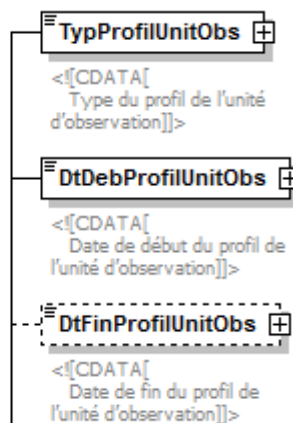 TypProfilUnitObs
<![CDATA[
Type du profil de l'unité
d'observation]]>
DtDebProfilUnitObs
<![CDATA[
Date de début du profil de
l'unité d'observation]]>
DtFinProfilUnitObs
<![CDATA[
Date de fin du profil de
l'unité d'observation]]>